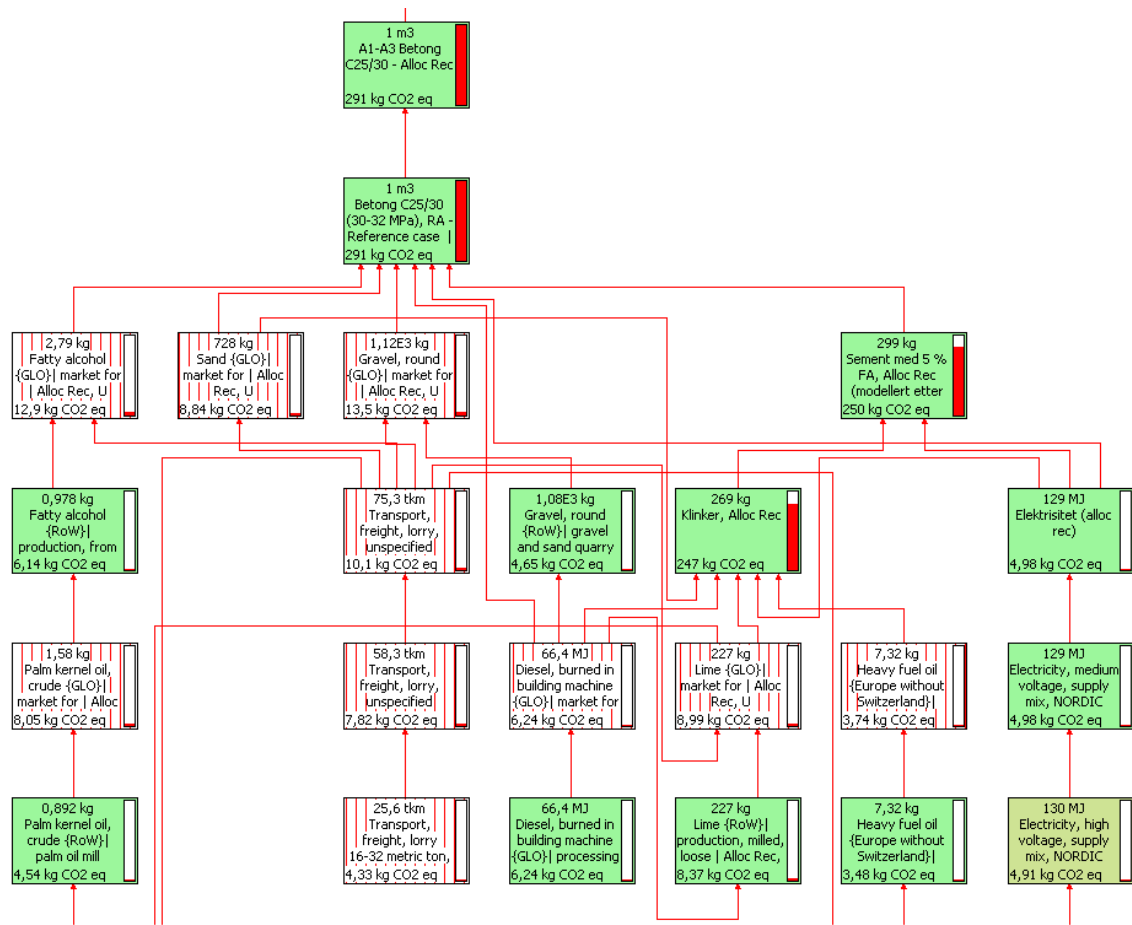 1 m3
A1-A3 Betong
C25/30 - Alloc Rec
291 kg CO2 eq
1 m3
Betong C25/30
(30-32 MPa), RA -
Reference case |
291 kg CO2 eq
2,79 kg
Fatty alcohol
{GLO}| market for
| Alloc Rec, U
12,9 kg CO2 eq
728 kg
Sand {GLO}|
market for | Alloc
Rec, U
8,84 kg CO2 eq
1,12E3 kg
Gravel, round
{GLO}| market for
| Alloc Rec, U
13,5 kg CO2 eq
299 kg
Sement med 5 %
FA, Alloc Rec
(modellert etter
250 kg CO2 eq
0,978 kg
Fatty alcohol
{RoW}|
production, from
6,14 kg CO2 eq
75,3 tkm
Transport,
freight, lorry,
unspecified
10,1 kg CO2 eq
1,08E3 kg
Gravel, round
{RoW}| gravel
and sand quarry
4,65 kg CO2 eq
269 kg
Klinker, Alloc Rec
247 kg CO2 eq
129 MJ
Elektrisitet (alloc
rec)
4,98 kg CO2 eq
1,58 kg
Palm kernel oil,
crude {GLO}|
market for | Alloc
8,05 kg CO2 eq
58,3 tkm
Transport,
freight, lorry,
unspecified
7,82 kg CO2 eq
66,4 MJ
Diesel, burned in
building machine
{GLO}| market for
6,24 kg CO2 eq
227 kg
Lime {GLO}|
market for | Alloc
Rec, U
8,99 kg CO2 eq
7,32 kg
Heavy fuel oil
{Europe without
Switzerland}|
3,74 kg CO2 eq
129 MJ
Electricity, medium
voltage, supply
mix, NORDIC
4,98 kg CO2 eq
0,892 kg
Palm kernel oil,
crude {RoW}|
palm oil mill
4,54 kg CO2 eq
25,6 tkm
Transport,
freight, lorry
16-32 metric ton,
4,33 kg CO2 eq
66,4 MJ
Diesel, burned in
building machine
{GLO}| processing
6,24 kg CO2 eq
227 kg
Lime {RoW}|
production, milled,
loose | Alloc Rec,
8,37 kg CO2 eq
7,32 kg
Heavy fuel oil
{Europe without
Switzerland}|
3,48 kg CO2 eq
130 MJ
Electricity, high
voltage, supply
mix, NORDIC
4,91 kg CO2 eq